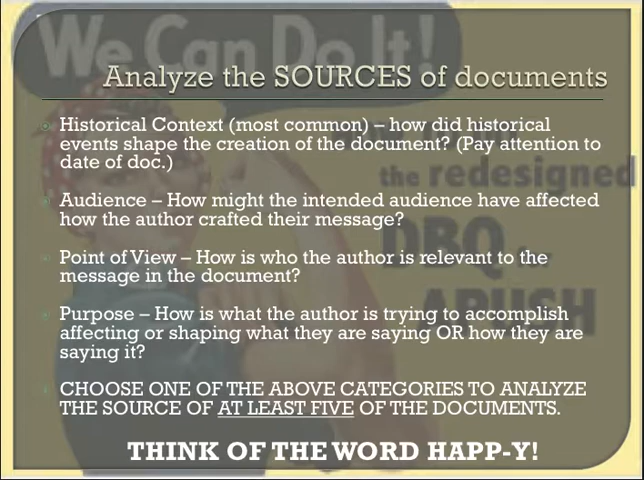 We Can Do It!
Analyze the SOURCES of documents
Historical Context (most common) – how did historical
events shape the creation of the document? (Pay attention to
date of doc.)
the redesigned
Audience – How might the intended audience have affected
how the author crafted their message?
DBQ
Point of View – How is who the author is relevant to the
message in the document?
APUSH
Purpose – How is what the author is trying to accomplish
affecting or shaping what they are saying OR how they are
saying it?
CHOOSE ONE OF THE ABOVE CATEGORIES TO ANALYZE
THE SOURCE OF AT LEAST FIVE OF THE DOCUMENTS.
THINK OF THE WORD HAPP-Y!